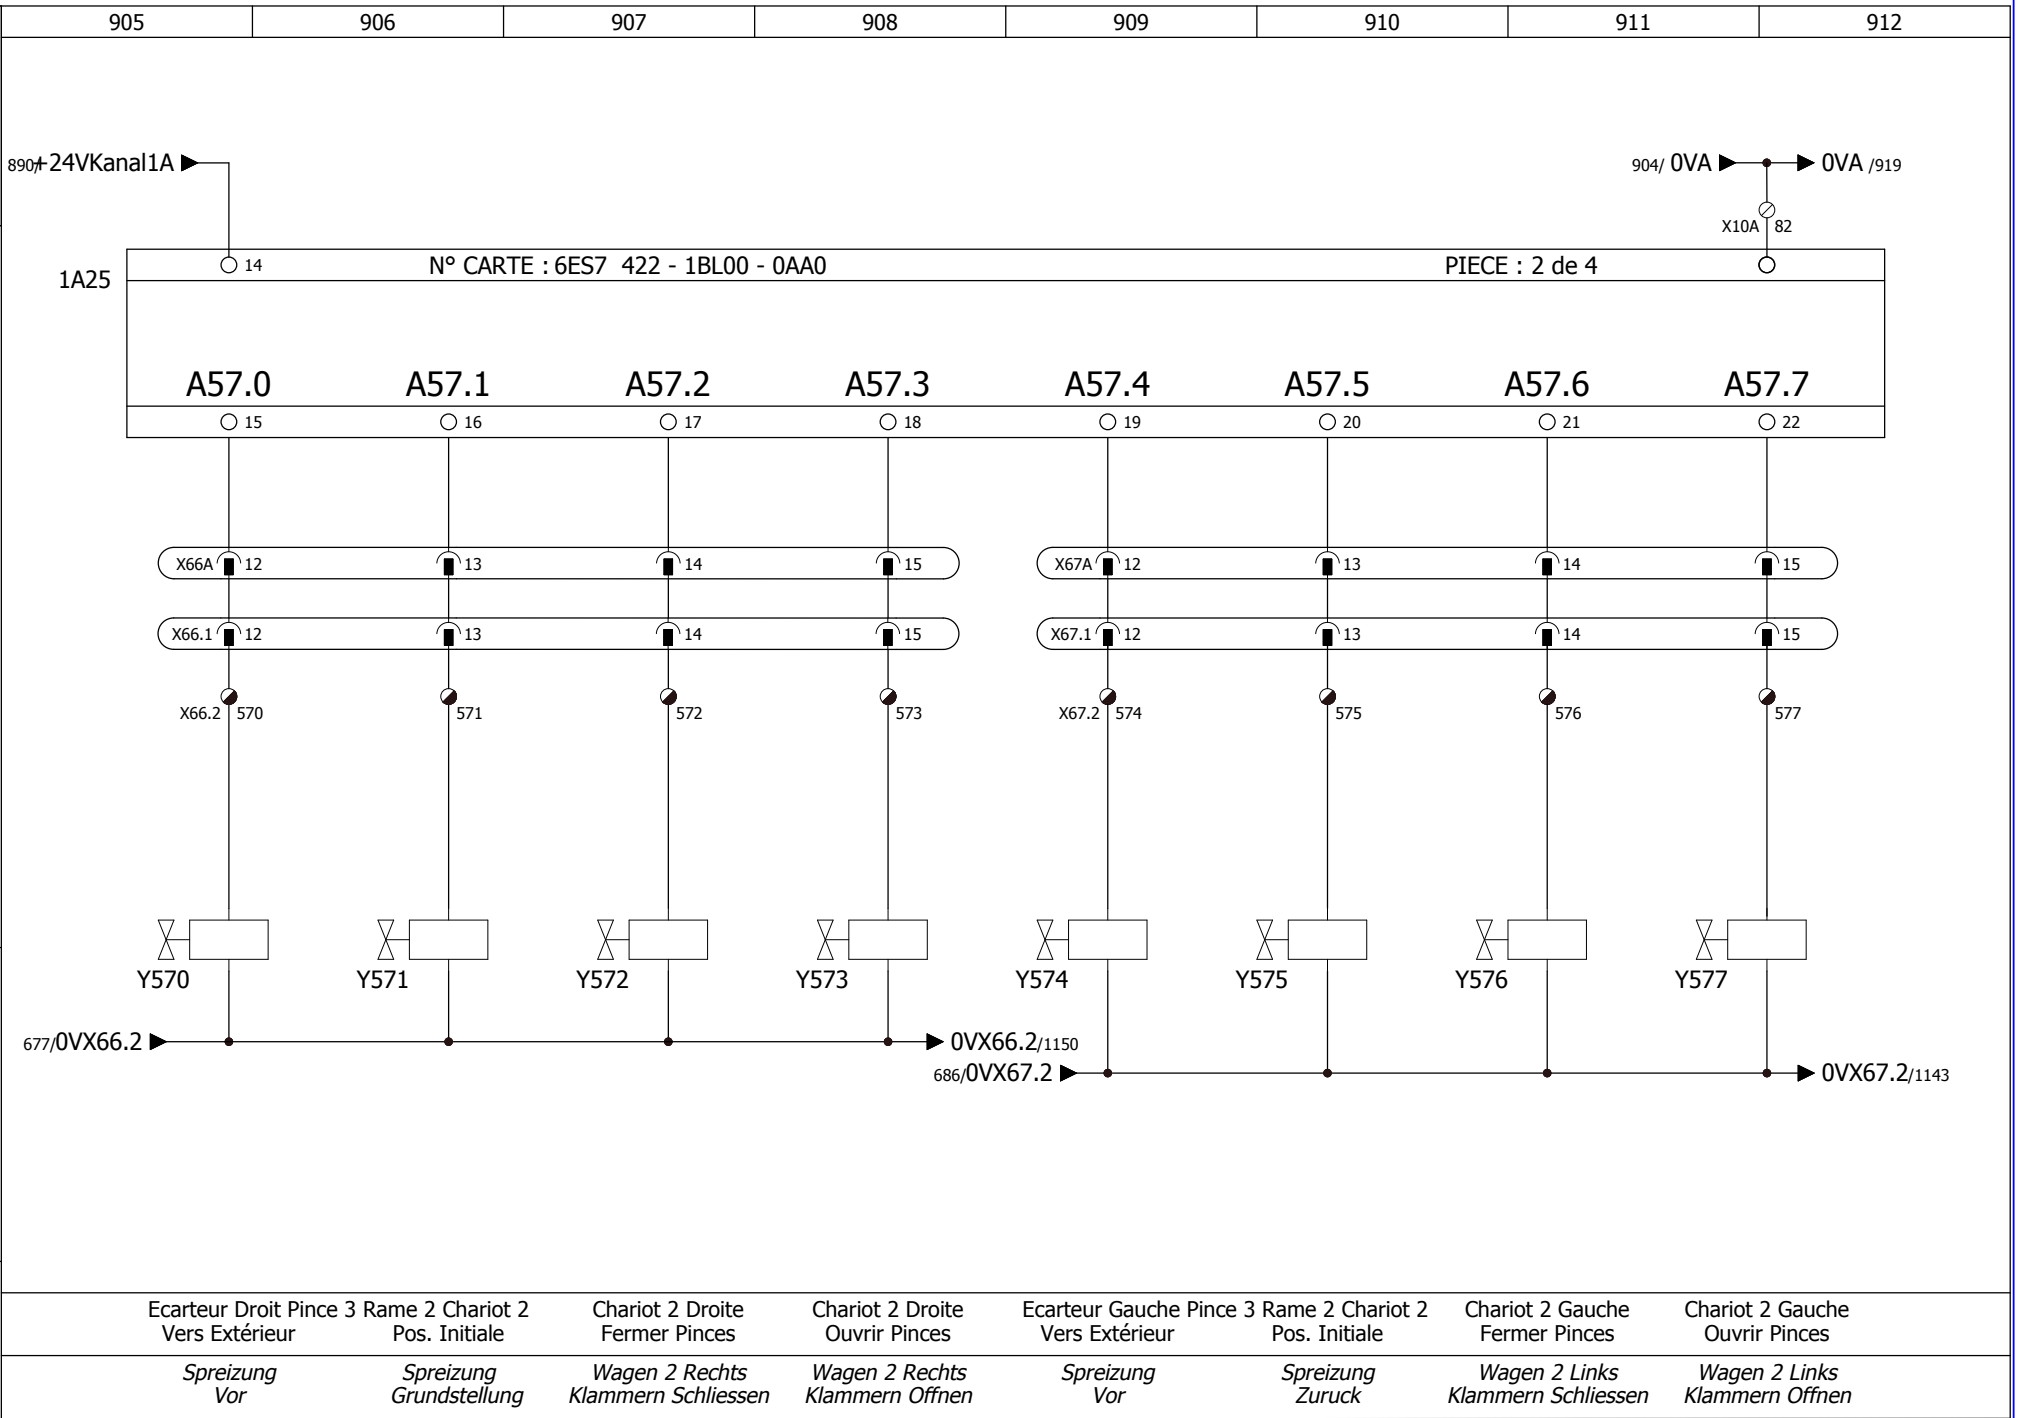 905 906 907 908 909 910 911 912
890/+24VKanal1A 904/ 0VA 0VA /919
X10A 82
1A25 14 N° CARTE : 6ES7 422 - 1BL00 - 0AA0 PIECE : 2 de 4
A57.0 A57.1 A57.2 A57.3 A57.4 A57.5 A57.6 A57.7
15 16 17 18 19 20 21 22
X66A 12 13 14 15 X67A 12 13 14 15
X66.1 12 13 14 15 X67.1 12 13 14 15
X66.2 570 571 572 573 X67.2 574 575 576 577
Y570 Y571 Y572 Y573 Y574 Y575 Y576 Y577
677/0VX66.2 0VX66.2/1150
686/0VX67.2 0VX67.2/1143
Ecarteur Droit Pince 3 Rame 2 Chariot 2 Chariot 2 Droite Chariot 2 Droite Ecarteur Gauche Pince 3 Rame 2 Chariot 2 Chariot 2 Gauche Chariot 2 Gauche
Vers Extérieur Pos. Initiale Fermer Pinces Ouvrir Pinces Vers Extérieur Pos. Initiale Fermer Pinces Ouvrir Pinces
Spreizung Spreizung Wagen 2 Rechts Wagen 2 Rechts Spreizung Spreizung Wagen 2 Links Wagen 2 Links
Vor Grundstellung Klammern Schliessen Klammern Offnen Vor Zuruck Klammern Schliessen Klammern Offnen